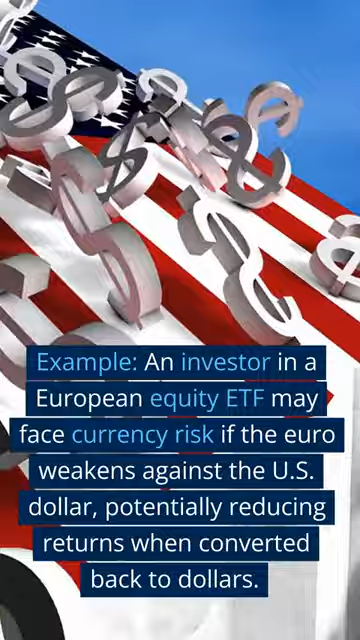 Example: An investor in a
European equity ETF may
face currency risk if the euro
weakens against the U.S.
dollar, potentially reducing
returns when converted
back to dollars.